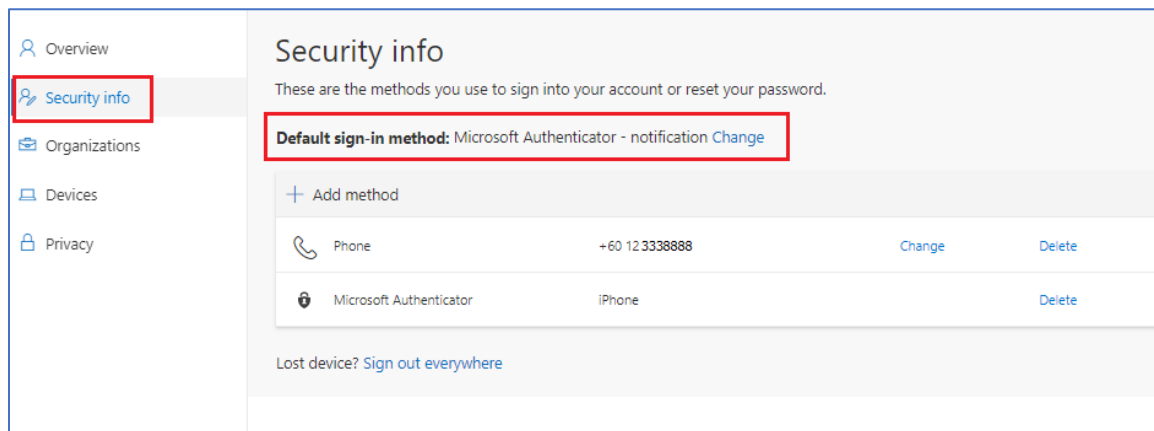 Overview
Security info
Organizations
Devices
Privacy
Security info
These are the methods you use to sign into your account or reset your password.
Default sign-in method: Microsoft Authenticator - notification Change
Add method
Phone +60 12 3338888 Change Delete
Microsoft Authenticator iPhone Delete
Lost device? Sign out everywhere